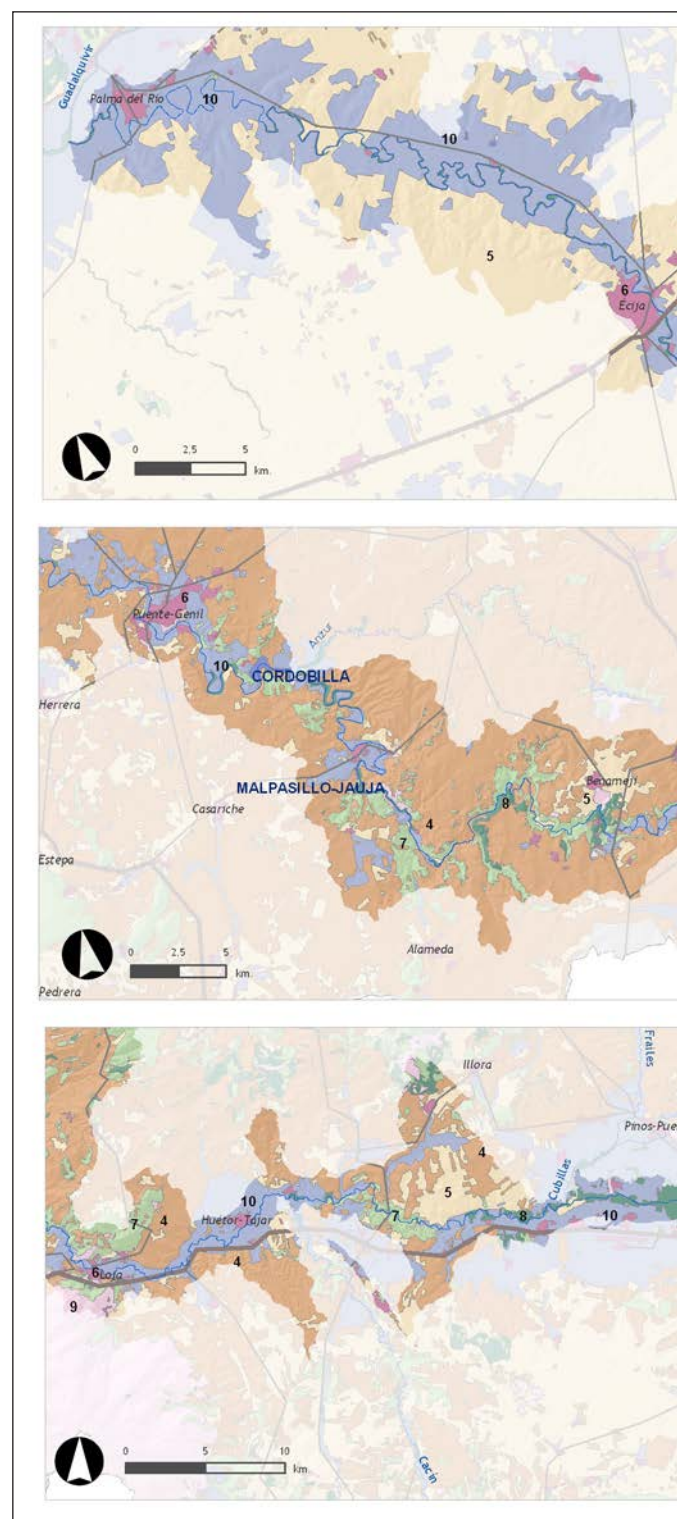 Guadalquivir
Palma del Río
10
10
5
6
Écija
0 2,5 5
km.
6
Puente-Genil
Anzur
10
CORDOBILLA
Herrera
MALPASILLO-JAUJA
Benamejí
5
8
Casariche
4
7
Estepa
Alameda
0 2,5 5
km.
Pedrera
Frailes
Illora
Pinos-Pue
4
Cubillas
7
4
10
5
Huétor-Tájar
7
8
10
6
Loja
4
9
Cacín
0 5 10
km